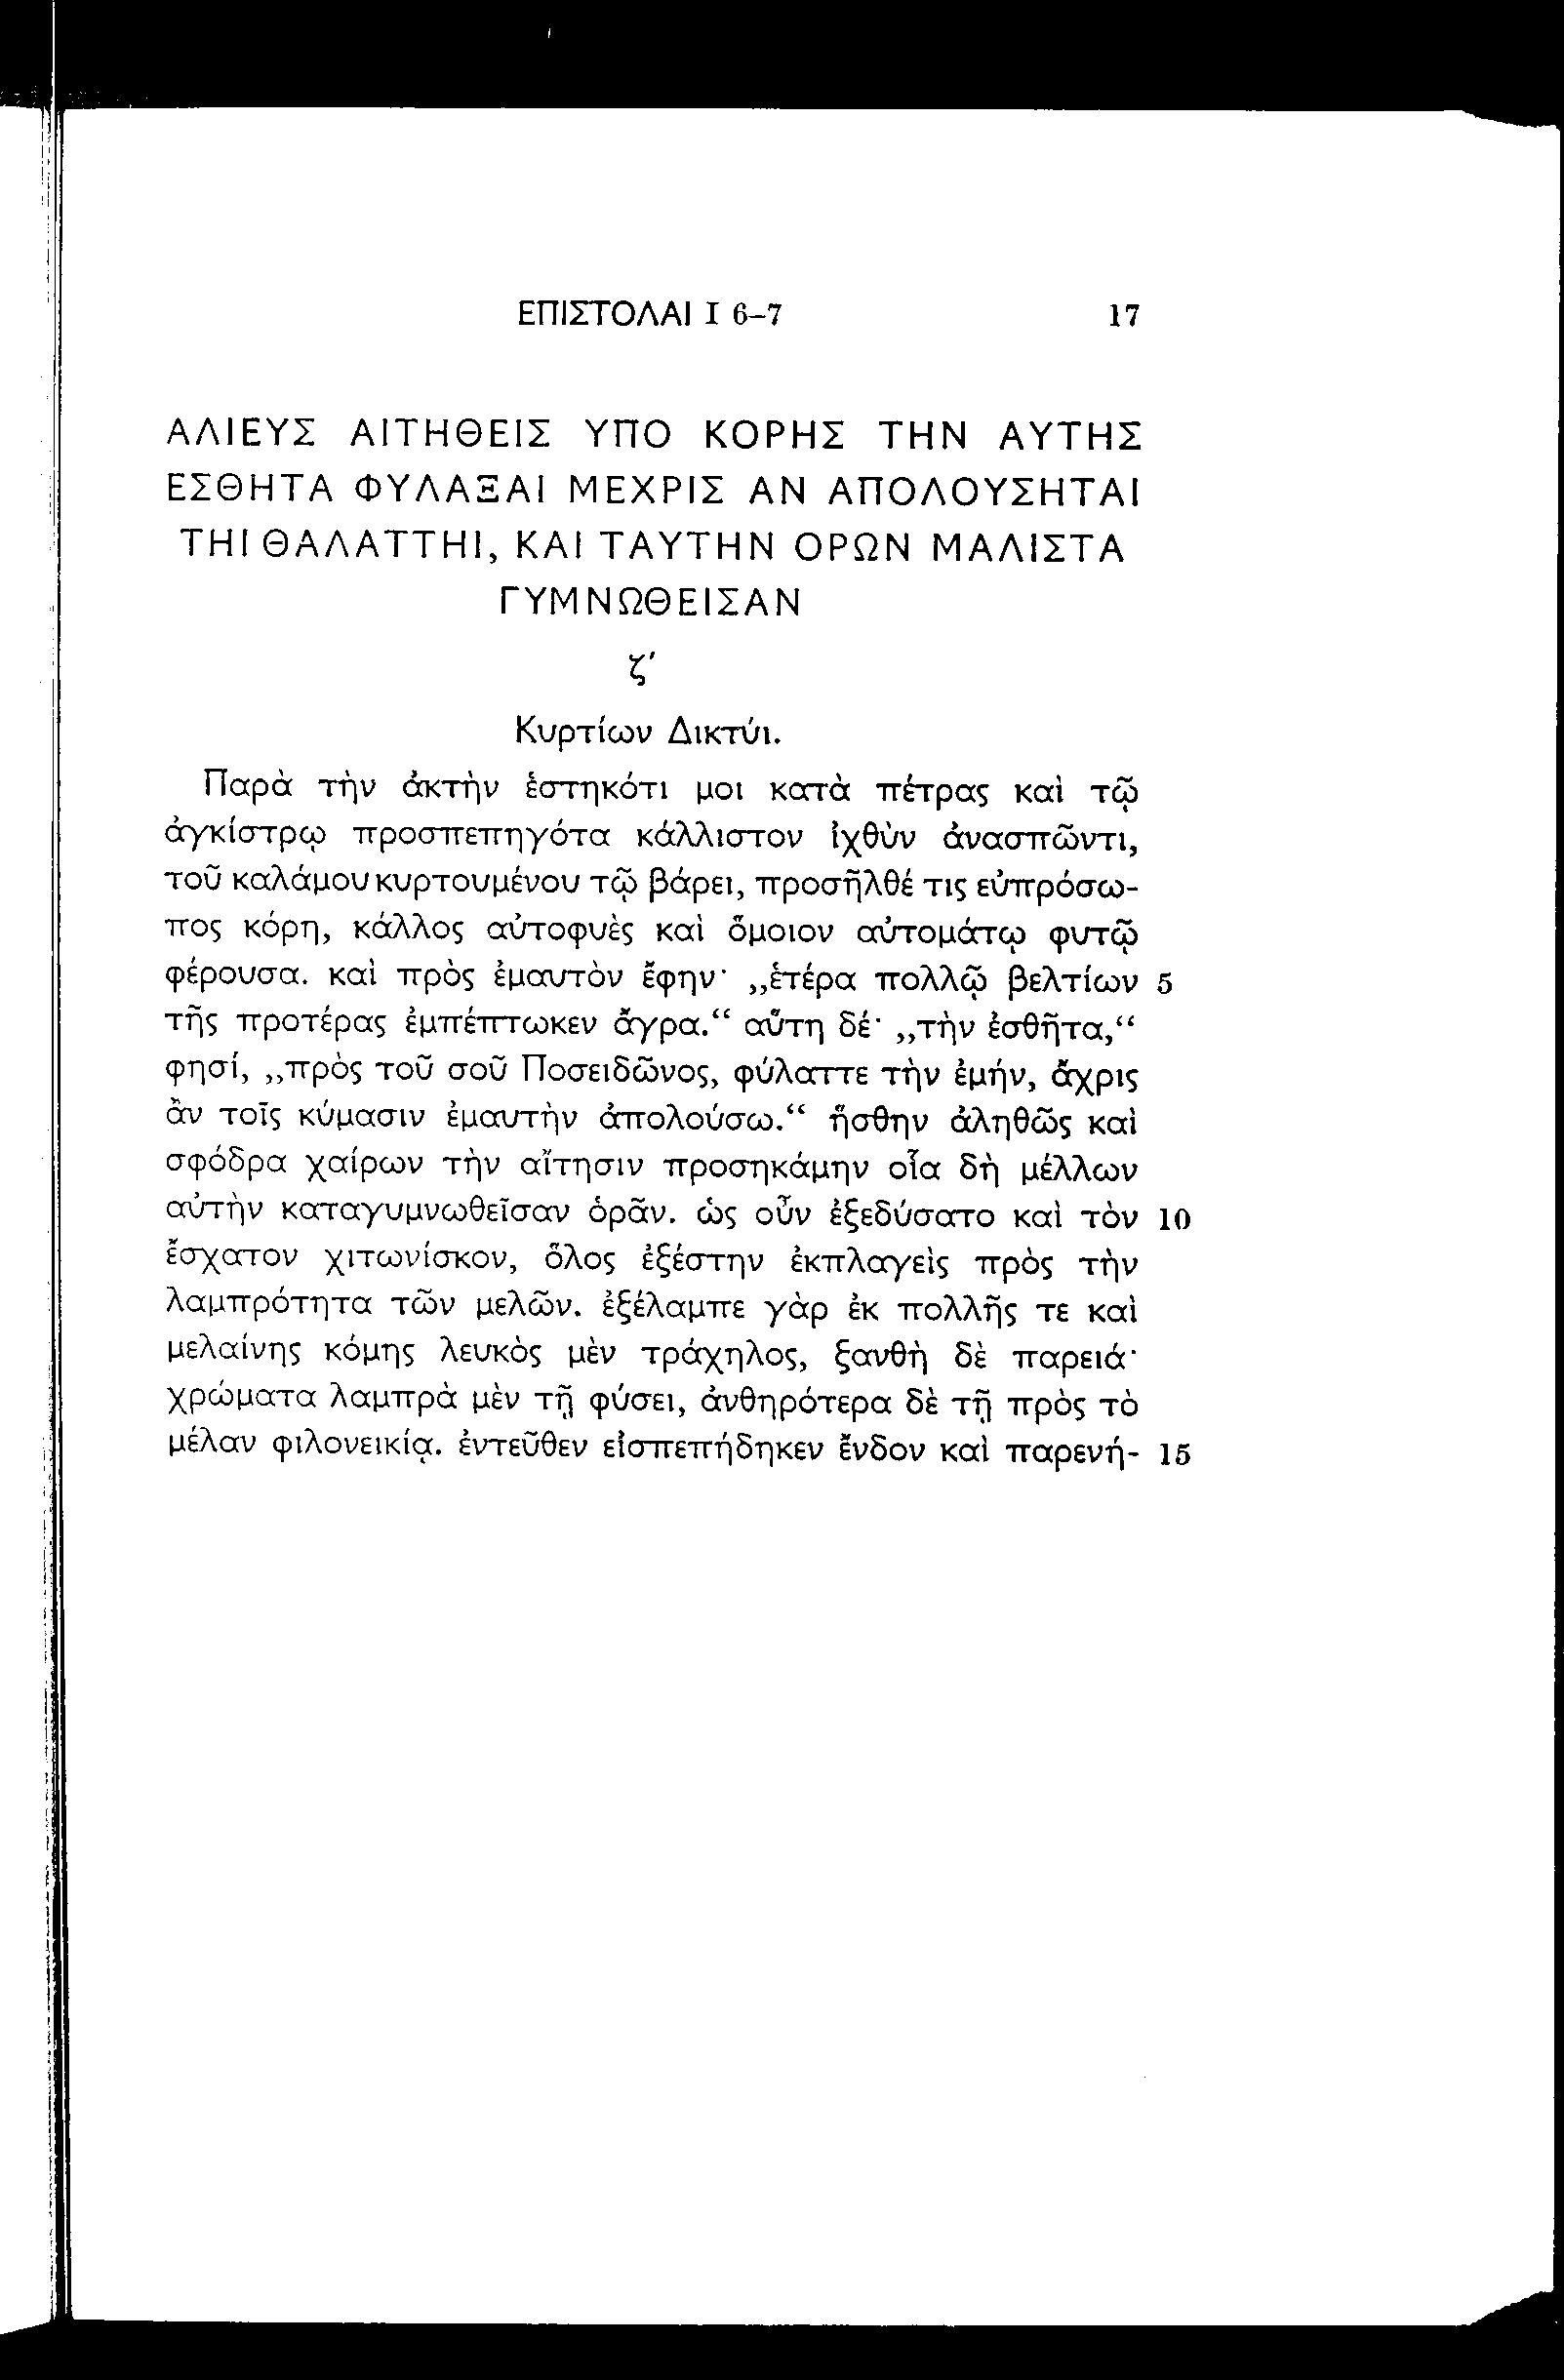 ΕΠΙΣΤΟΛΑΙ I 6–7 17
ΑΛΙΕΥΣ ΑΙΤΗΘΕΙΣ ΥΠΟ ΚΟΡΗΣ ΤΗΝ ΑΥΤΗΣ
ΕΣΘΗΤΑ ΦΥΛΑΞΑΙ ΜΕΧΡΙΣ ΑΝ ΑΠΟΛΟΥΣΗΤΑΙ
ΤΗΙ ΘΑΛΑΤΤΗΙ, ΚΑΙ ΤΑΥΤΗΝ ΟΡΩΝ ΜΑΛΙΣΤΑ
ΓΥΜΝΩΘΕΙΣΑΝ
ζ′
Κυρτίων Δικτύι.
Παρὰ τὴν ἀκτὴν ἑστηκότι μοι κατὰ πέτρας καὶ τῷ
ἀγκίστρῳ προσπεπηγότα κάλλιστον ἰχθὺν ἀνασπῶντι,
τοῦ καλάμου κυρτουμένου τῷ βάρει, προσῆλθέ τις εὐπρόσω-
πος κόρη, κάλλος αὐτοφυὲς καὶ ὅμοιον αὐτομάτῳ φυτῷ
φέρουσα. καὶ πρὸς ἐμαυτὸν ἔφην· „ἑτέρα πολλῷ βελτίων 5
τῆς προτέρας ἐμπέπτωκεν ἄγρα.“ αὕτη δέ· „τὴν ἐσθῆτα,“
φησί, „πρὸς τοῦ σοῦ Ποσειδῶνος, φύλαττε τὴν ἐμήν, ἄχρις
ἂν τοῖς κύμασιν ἐμαυτὴν ἀπολούσω.“ ἥσθην ἀληθῶς καὶ
σφόδρα χαίρων τὴν αἴτησιν προσηκάμην οἷα δὴ μέλλων
αὐτὴν καταγυμνωθεῖσαν ὁρᾶν. ὡς οὖν ἐξεδύσατο καὶ τὸν 10
ἔσχατον χιτωνίσκον, ὅλος ἐξέστην ἐκπλαγεὶς πρὸς τὴν
λαμπρότητα τῶν μελῶν. ἐξέλαμπε γὰρ ἐκ πολλῆς τε καὶ
μελαίνης κόμης λευκὸς μὲν τράχηλος, ξανθὴ δὲ παρειά·
χρώματα λαμπρὰ μὲν τῇ φύσει, ἀνθηρότερα δὲ τῇ πρὸς τὸ
μέλαν φιλονεικίᾳ. ἐντεῦθεν εἰσπεπήδηκεν ἔνδον καὶ παρενή- 15